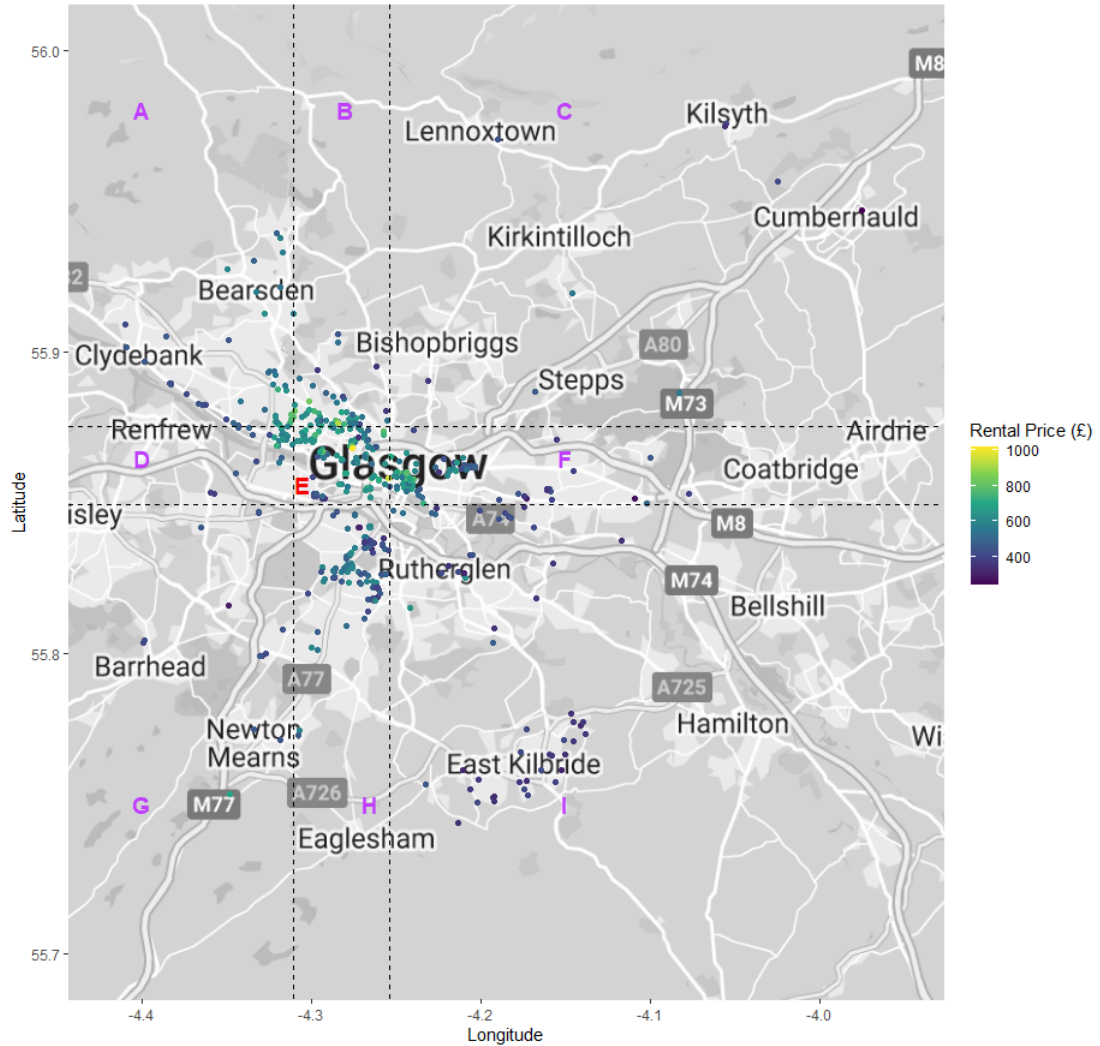 56.0
M8
A
B
C
Kilsyth
Lennoxtown
Cumbernauld
Kirkintilloch
32
Bearsden
55.9
Bishopbriggs
A80
Clydebank
Stepps
M73
Renfrew
Airdrie
Rental Price (£)
1000
800
600
400
D
E
Glasgow
F
Coatbridge
Latitude
isley
A74
M8
Rutherglen
M74
Bellshill
55.8
Barrhead
A77
A725
Newton
Mearns
Hamilton
Wi
East Kilbride
G
M77
A726
H
I
Eaglesham
55.7
-4.4
-4.3
-4.2
-4.1
-4.0
Longitude